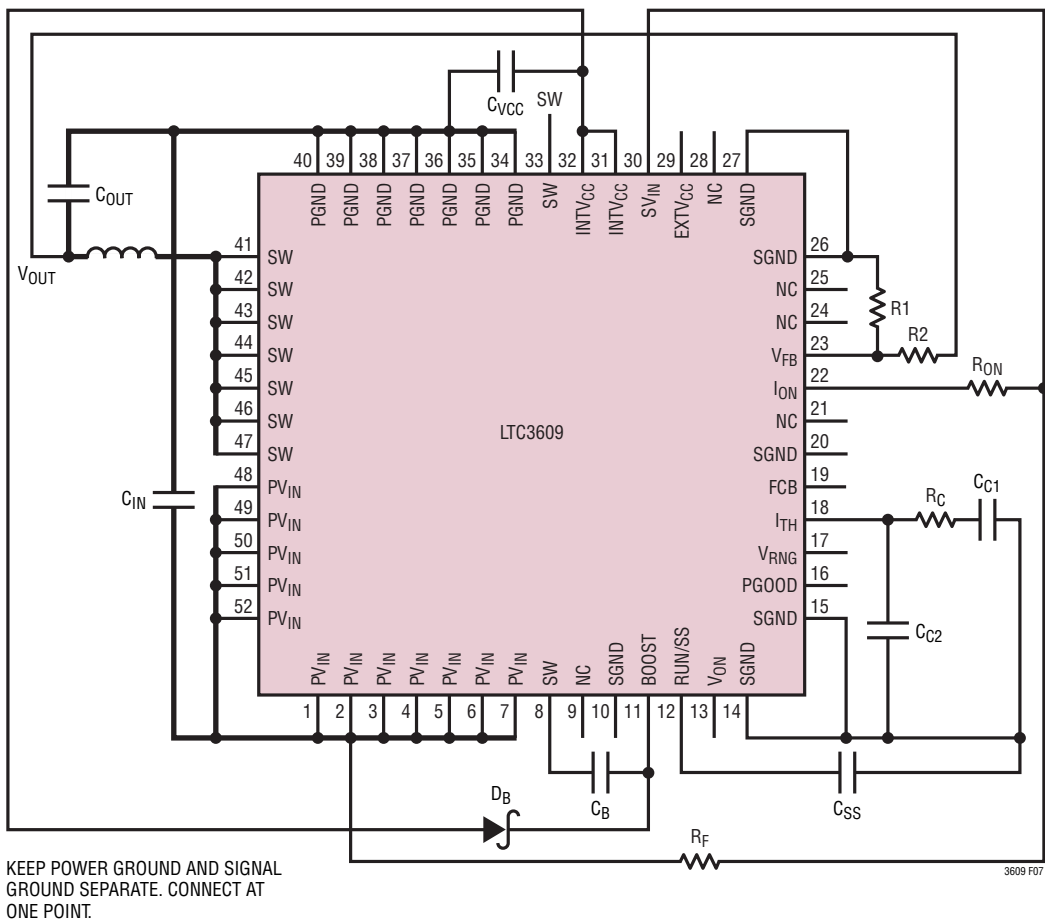 CVCC
SW
40 39 38 37 36 35 34 33 32 31 30 29 28 27
PGND PGND PGND PGND PGND PGND PGND SW INTVCC INTVCC SVIN EXTVCC NC SGND
COUT
VOUT
CIN
41 SW
42 SW
43 SW
44 SW
45 SW
46 SW
47 SW
48 PVIN
49 PVIN
50 PVIN
51 PVIN
52 PVIN
LTC3609
SGND 26
NC 25
NC 24
VFB 23
ION 22
NC 21
SGND 20
FCB 19
ITH 18
VRNG 17
PGOOD 16
SGND 15
R1
R2
RON
RC
CC1
CC2
PVIN PVIN PVIN PVIN PVIN PVIN PVIN SW NC SGND BOOST RUN/SS VON SGND
1 2 3 4 5 6 7 8 9 10 11 12 13 14
CB
CSS
DB
RF
KEEP POWER GROUND AND SIGNAL
GROUND SEPARATE. CONNECT AT
ONE POINT.
3609 F07